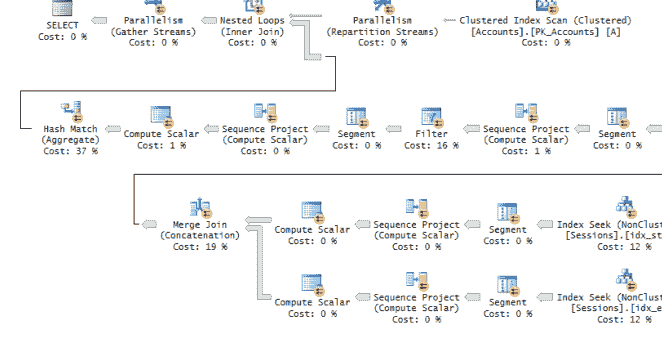 SELECT
Cost: 0 %
Parallelism
(Gather Streams)
Cost: 0 %
Nested Loops
(Inner Join)
Cost: 0 %
Parallelism
(Repartition Streams)
Cost: 0 %
Clustered Index Scan (Clustered)
[Accounts].[PK_Accounts] [A]
Cost: 0 %
Hash Match
(Aggregate)
Cost: 37 %
Compute Scalar
Cost: 1 %
Sequence Project
(Compute Scalar)
Cost: 0 %
Segment
Cost: 0 %
Filter
Cost: 16 %
Sequence Project
(Compute Scalar)
Cost: 1 %
Segment
Cost: 0 %
Merge Join
(Concatenation)
Cost: 19 %
Compute Scalar
Cost: 0 %
Sequence Project
(Compute Scalar)
Cost: 0 %
Segment
Cost: 0 %
Index Seek (NonClust
[Sessions].[idx_st
Cost: 12 %
Compute Scalar
Cost: 0 %
Sequence Project
(Compute Scalar)
Cost: 0 %
Segment
Cost: 0 %
Index Seek (NonClust
[Sessions].[idx_e
Cost: 12 %